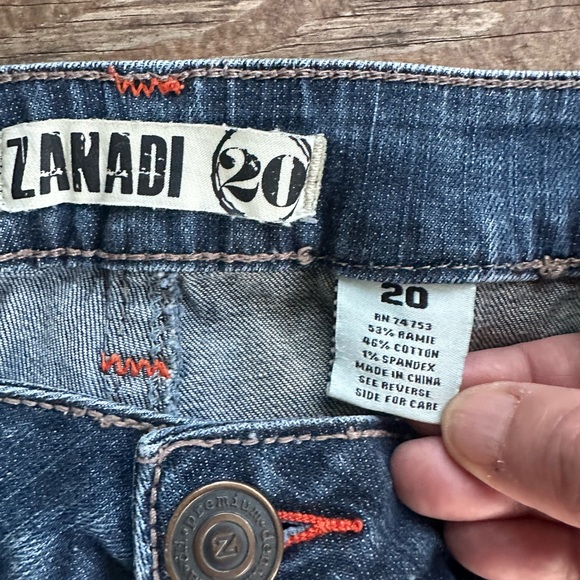 ZANADI 20
20
RN 74753
53% RAMIE
46% COTTON
1% SPANDEX
MADE IN CHINA
SEE REVERSE
SIDE FOR CARE
premium
Z